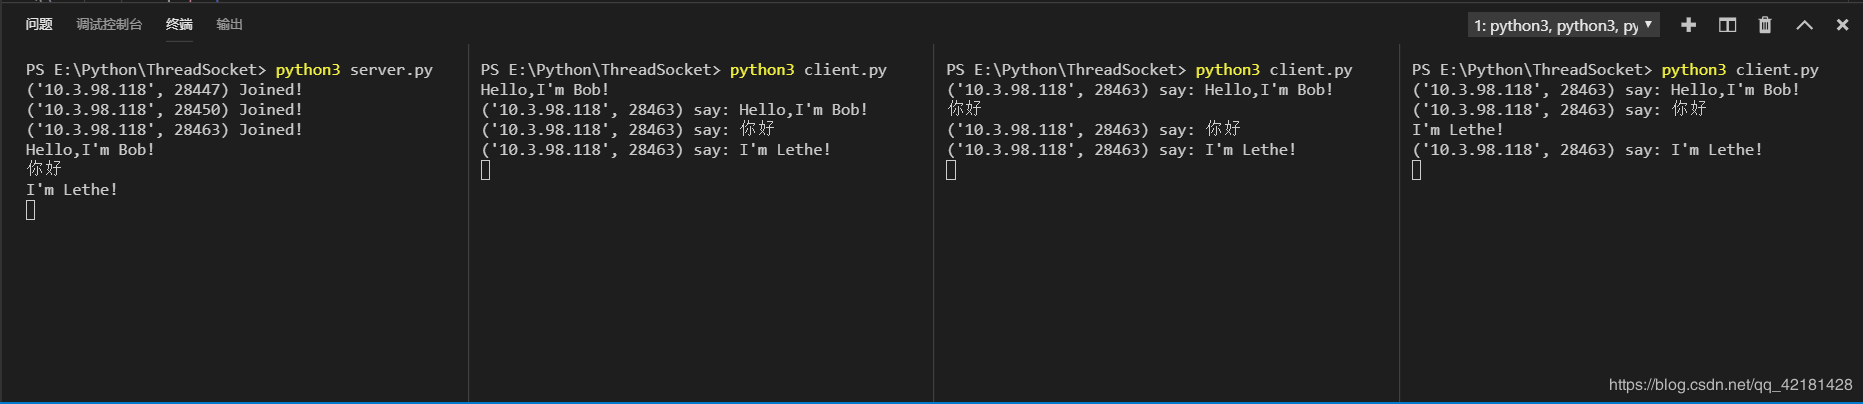 问题 调试控制台 终端 输出
1: python3, python3, py
PS E:\Python\ThreadSocket> python3 server.py
('10.3.98.118', 28447) Joined!
('10.3.98.118', 28450) Joined!
('10.3.98.118', 28463) Joined!
Hello,I'm Bob!
你好
I'm Lethe!
PS E:\Python\ThreadSocket> python3 client.py
Hello,I'm Bob!
('10.3.98.118', 28463) say: Hello,I'm Bob!
('10.3.98.118', 28463) say: 你好
('10.3.98.118', 28463) say: I'm Lethe!
PS E:\Python\ThreadSocket> python3 client.py
('10.3.98.118', 28463) say: Hello,I'm Bob!
你好
('10.3.98.118', 28463) say: 你好
('10.3.98.118', 28463) say: I'm Lethe!
PS E:\Python\ThreadSocket> python3 client.py
('10.3.98.118', 28463) say: Hello,I'm Bob!
('10.3.98.118', 28463) say: 你好
I'm Lethe!
('10.3.98.118', 28463) say: I'm Lethe!
https://blog.csdn.net/qq_42181428